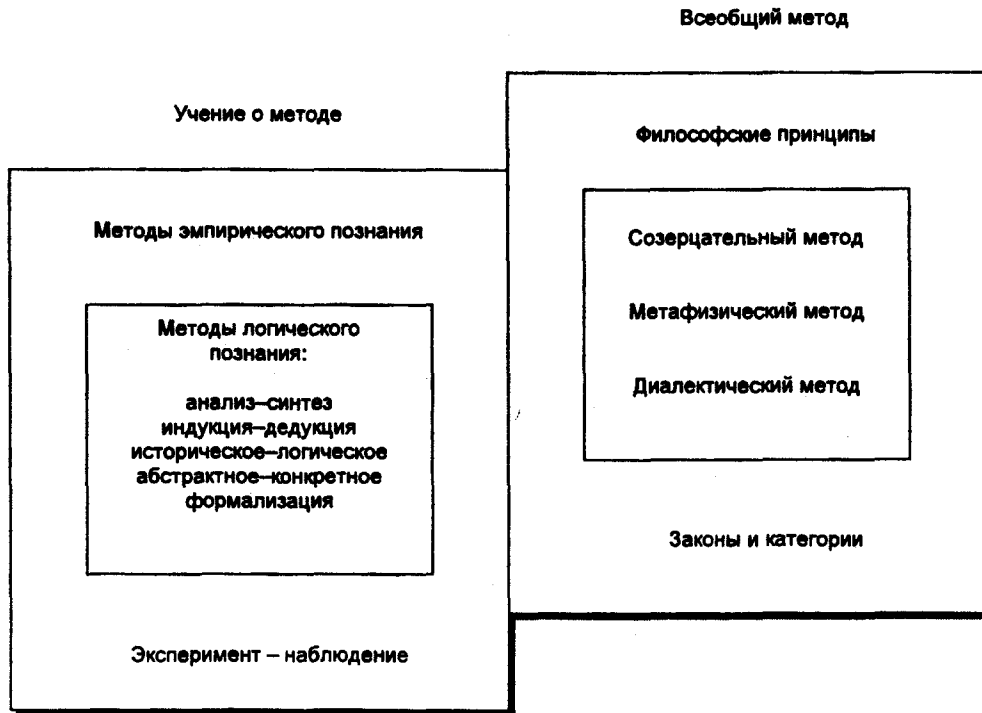 Всеобщий метод
Учение о методе
Философские принципы
Методы эмпирического познания
Созерцательный метод
Метафизический метод
Диалектический метод
Методы логического
познания:
анализ–синтез
индукция–дедукция
историческое–логическое
абстрактное–конкретное
формализация
Законы и категории
Эксперимент – наблюдение